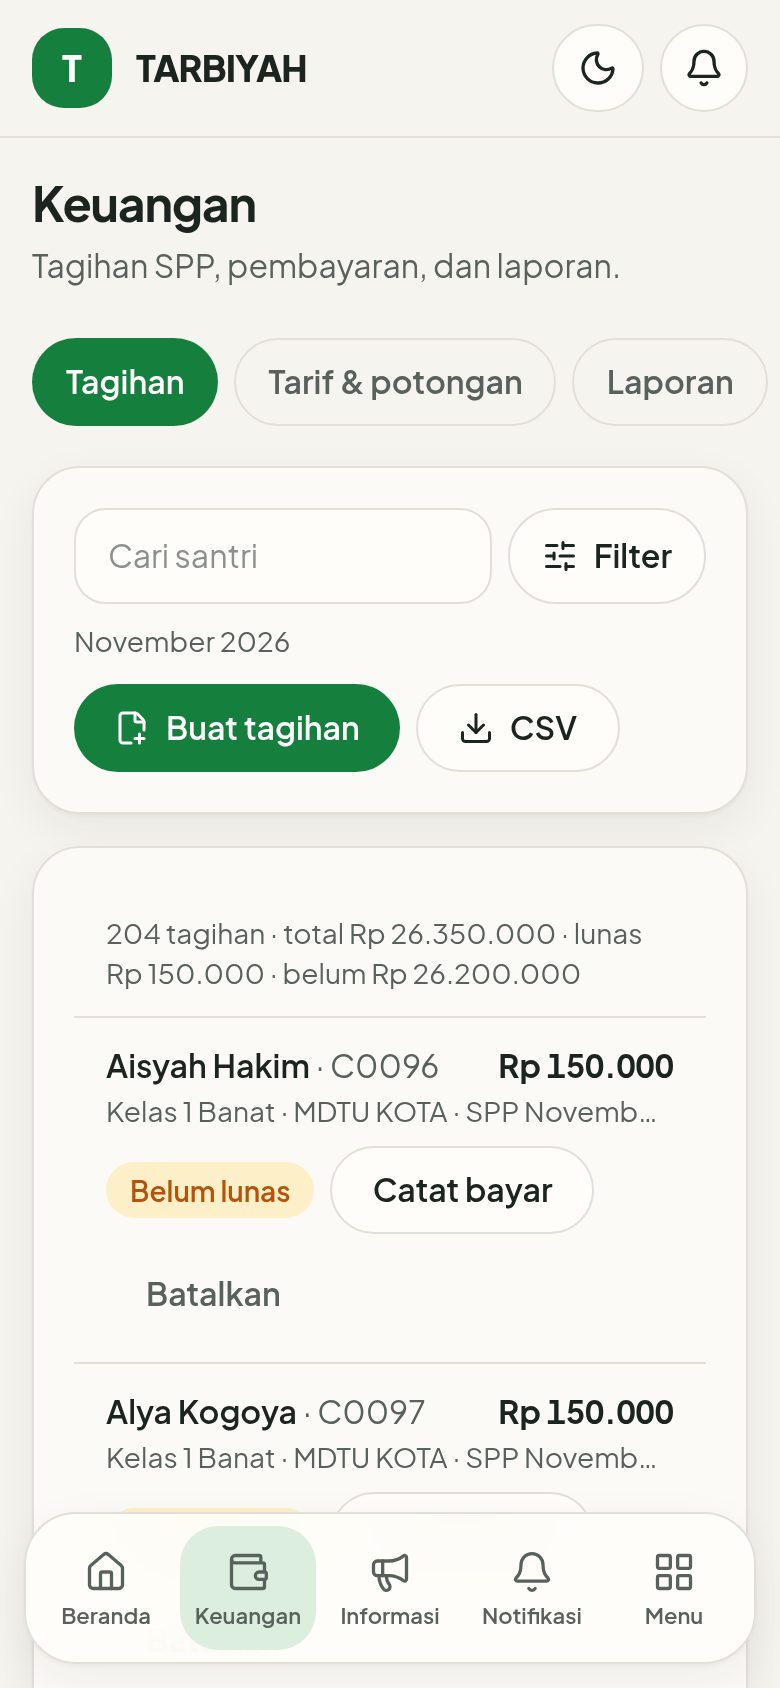 T TARBIYAH
Keuangan
Tagihan SPP, pembayaran, dan laporan.
Tagihan Tarif & potongan Laporan
Cari santri Filter
November 2026
Buat tagihan CSV
204 tagihan · total Rp 26.350.000 · lunas
Rp 150.000 · belum Rp 26.200.000
Aisyah Hakim · C0096 Rp 150.000
Kelas 1 Banat · MDTU KOTA · SPP Novemb...
Belum lunas Catat bayar
Batalkan
Alya Kogoya · C0097 Rp 150.000
Kelas 1 Banat · MDTU KOTA · SPP Novemb...
Beranda Keuangan Informasi Notifikasi Menu